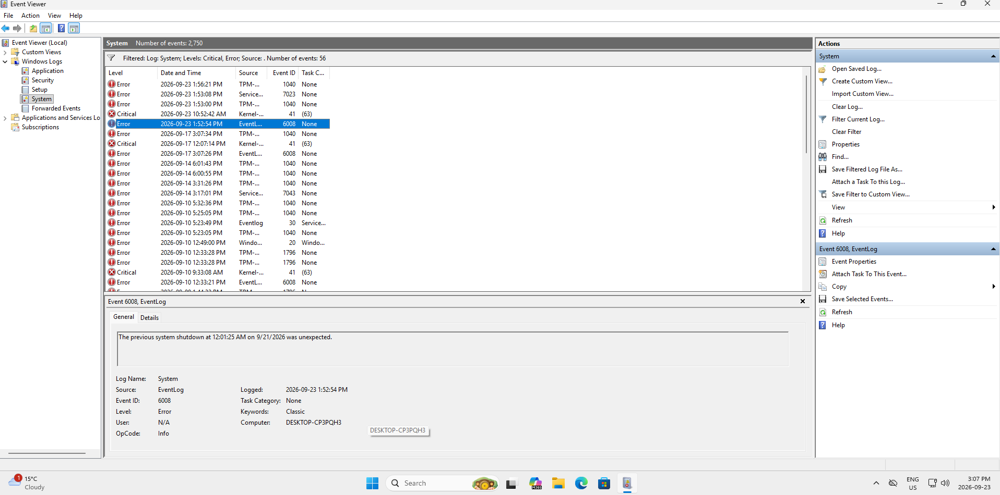 Event Viewer
File Action View Help
Event Viewer (Local)
Custom Views
Windows Logs
Application
Security
Setup
System
Forwarded Events
Applications and Services Lo
Subscriptions
System Number of events: 2,750
Filtered: Log: System; Levels: Critical, Error; Source: . Number of events: 56
Level Date and Time Source Event ID Task C...
Error 2026-09-23 1:56:21 PM TPM-... 1040 None
Error 2026-09-23 1:53:08 PM Service... 7023 None
Error 2026-09-23 1:53:00 PM TPM-... 1040 None
Critical 2026-09-23 10:52:42 AM Kernel-... 41 (63)
Error 2026-09-23 1:52:54 PM EventL... 6008 None
Error 2026-09-17 3:07:34 PM TPM-... 1040 None
Critical 2026-09-17 12:07:14 PM Kernel-... 41 (63)
Error 2026-09-17 3:07:26 PM EventL... 6008 None
Error 2026-09-14 6:01:43 PM TPM-... 1040 None
Error 2026-09-14 6:00:55 PM TPM-... 1040 None
Error 2026-09-14 3:31:26 PM TPM-... 1040 None
Error 2026-09-14 3:17:01 PM Service... 7043 None
Error 2026-09-10 5:32:36 PM TPM-... 1040 None
Error 2026-09-10 5:25:05 PM TPM-... 1040 None
Error 2026-09-10 5:23:49 PM Eventlog 30 Service...
Error 2026-09-10 5:23:05 PM TPM-... 1040 None
Error 2026-09-10 12:49:00 PM Windo... 20 Windo...
Error 2026-09-10 12:33:28 PM TPM-... 1796 None
Error 2026-09-10 12:33:28 PM TPM-... 1796 None
Critical 2026-09-10 9:33:08 AM Kernel-... 41 (63)
Error 2026-09-10 12:33:21 PM EventL... 6008 None
Event 6008, EventLog
General Details
The previous system shutdown at 12:01:25 AM on 9/21/2026 was unexpected.
Log Name: System
Source: EventLog Logged: 2026-09-23 1:52:54 PM
Event ID: 6008 Task Category: None
Level: Error Keywords: Classic
User: N/A Computer: DESKTOP-CP3PQH3
DESKTOP-CP3PQH3
OpCode: Info
Actions
System
Open Saved Log...
Create Custom View...
Import Custom View...
Clear Log...
Filter Current Log...
Clear Filter
Properties
Find...
Save Filtered Log File As...
Attach a Task To this Log...
Save Filter to Custom View...
View
Refresh
Help
Event 6008, EventLog
Event Properties
Attach Task To This Event...
Copy
Save Selected Events...
Refresh
Help
1
15°C
Cloudy
Search
M365
ENG
US
3:07 PM
2026-09-23